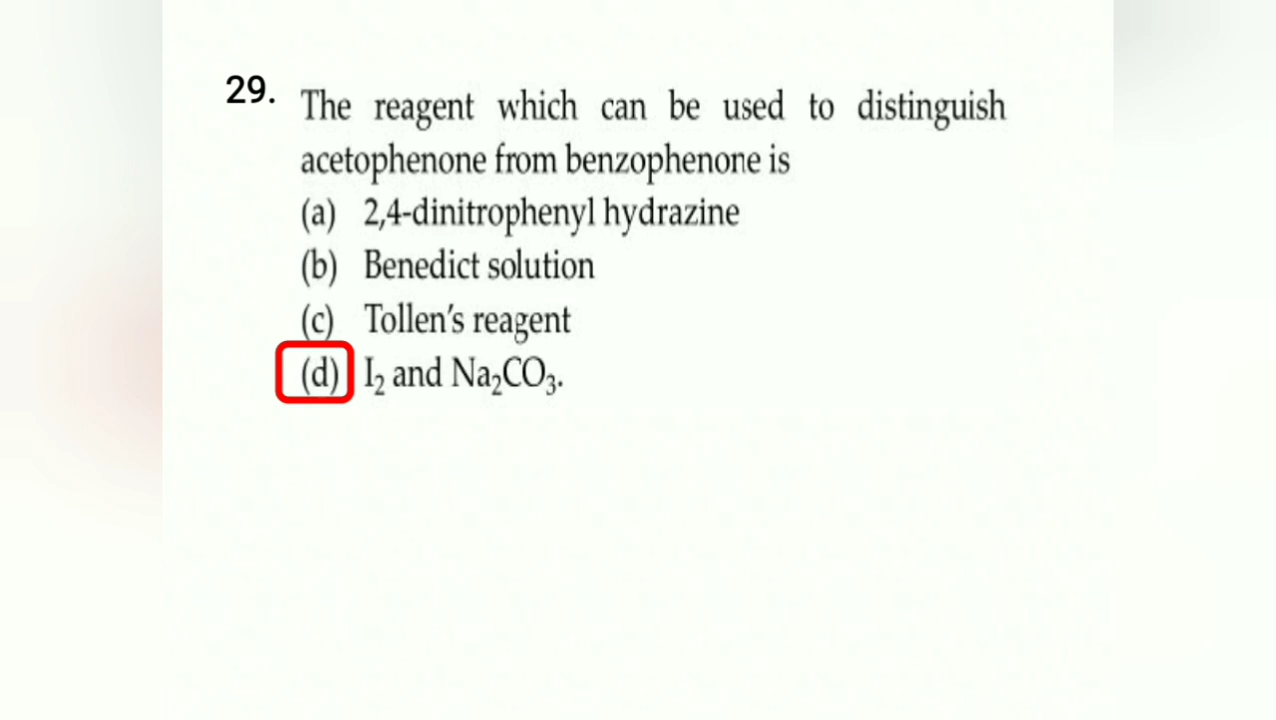 29. The reagent which can be used to distinguish
acetophenone from benzophenone is
(a) 2,4-dinitrophenyl hydrazine
(b) Benedict solution
(c) Tollen's reagent
(d) I₂ and Na₂CO₃.